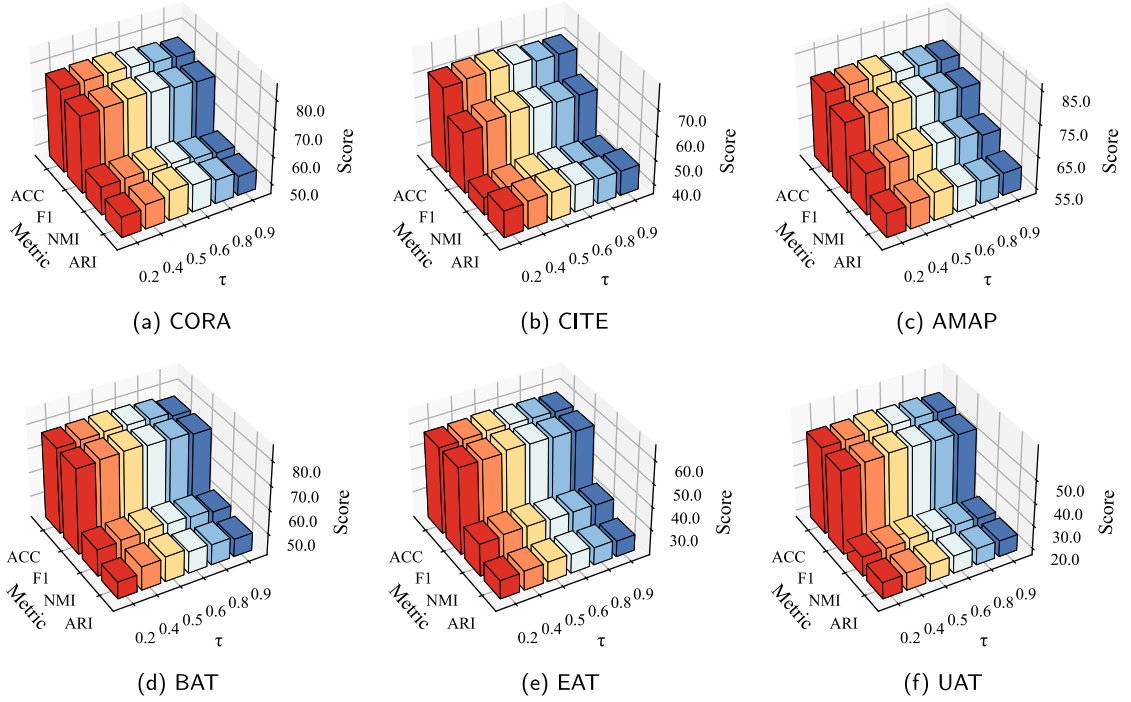 80.0
70.0
60.0
50.0
Score
ACC
F1
NMI
ARI
Metric
0.2
0.4
0.5
0.6
0.8
0.9
τ
(a) CORA
70.0
60.0
50.0
40.0
Score
ACC
F1
NMI
ARI
Metric
0.2
0.4
0.5
0.6
0.8
0.9
τ
(b) CITE
85.0
75.0
65.0
55.0
Score
ACC
F1
NMI
ARI
Metric
0.2
0.4
0.5
0.6
0.8
0.9
τ
(c) AMAP
80.0
70.0
60.0
50.0
Score
ACC
F1
NMI
ARI
Metric
0.2
0.4
0.5
0.6
0.8
0.9
τ
(d) BAT
60.0
50.0
40.0
30.0
Score
ACC
F1
NMI
ARI
Metric
0.2
0.4
0.5
0.6
0.8
0.9
τ
(e) EAT
50.0
40.0
30.0
20.0
Score
ACC
F1
NMI
ARI
Metric
0.2
0.4
0.5
0.6
0.8
0.9
τ
(f) UAT